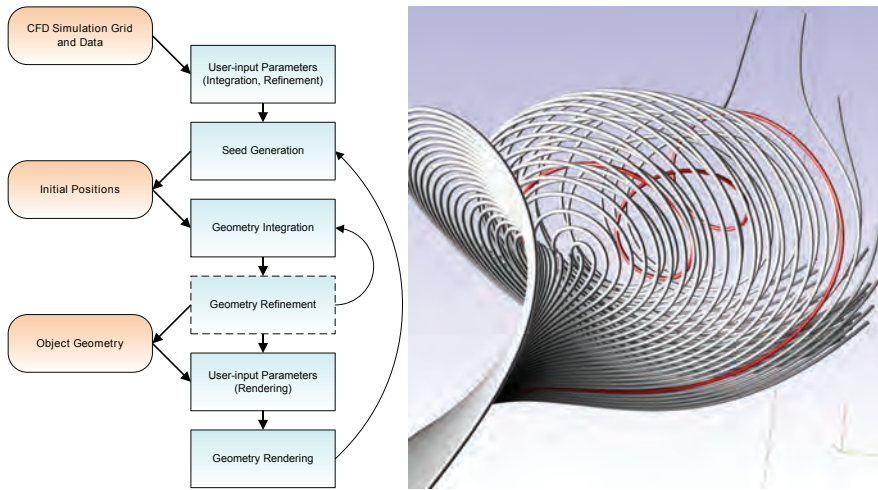 CFD Simulation Grid
and Data
User-input Parameters
(Integration, Refinement)
Seed Generation
Initial Positions
Geometry Integration
Geometry Refinement
Object Geometry
User-input Parameters
(Rendering)
Geometry Rendering